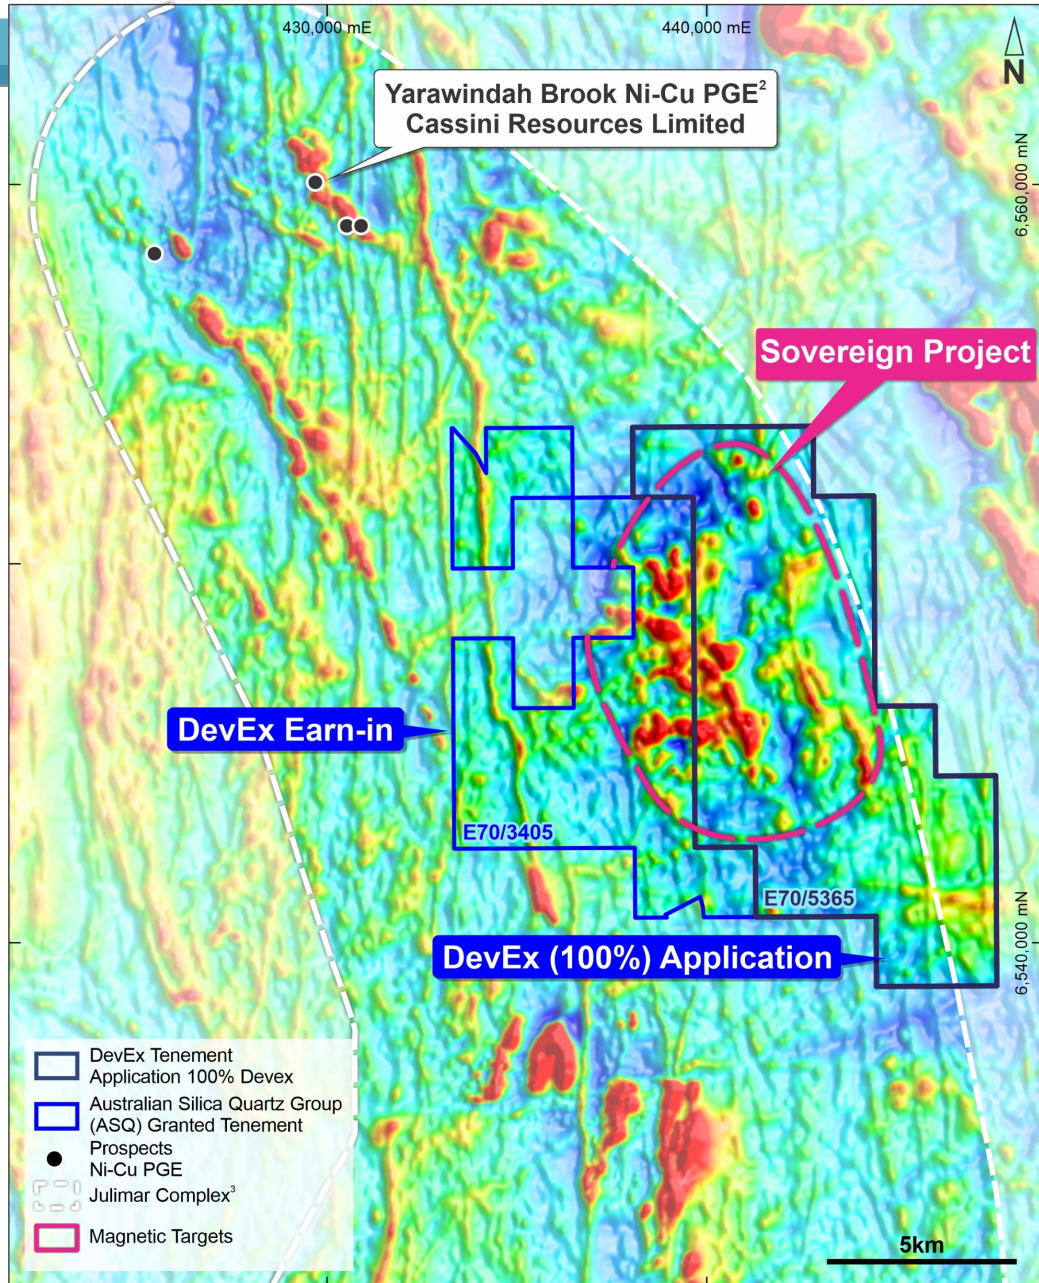 430,000 mE
440,000 mE
N
Yarawindah Brook Ni-Cu PGE²
Cassini Resources Limited
6,560,000 mN
Sovereign Project
DevEx Earn-in
E70/3405
E70/5365
DevEx (100%) Application
6,540,000 mN
DevEx Tenement
Application 100% Devex
Australian Silica Quartz Group
(ASQ) Granted Tenement
Prospects
Ni-Cu PGE
Julimar Complex³
Magnetic Targets
5km